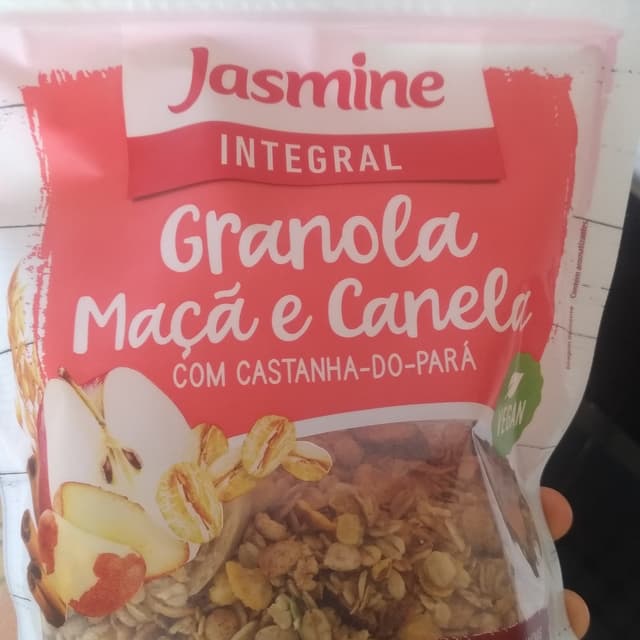 Jasmine
INTEGRAL
Granola
Maçã e Canela
COM CASTANHA-DO-PARÁ
VEGAN